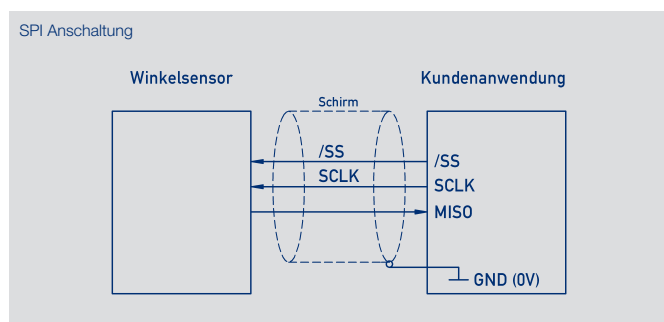 SPI Anschaltung
Winkelsensor
Kundenanwendung
Schirm
/SS
/SS
SCLK
SCLK
MISO
GND (0V)